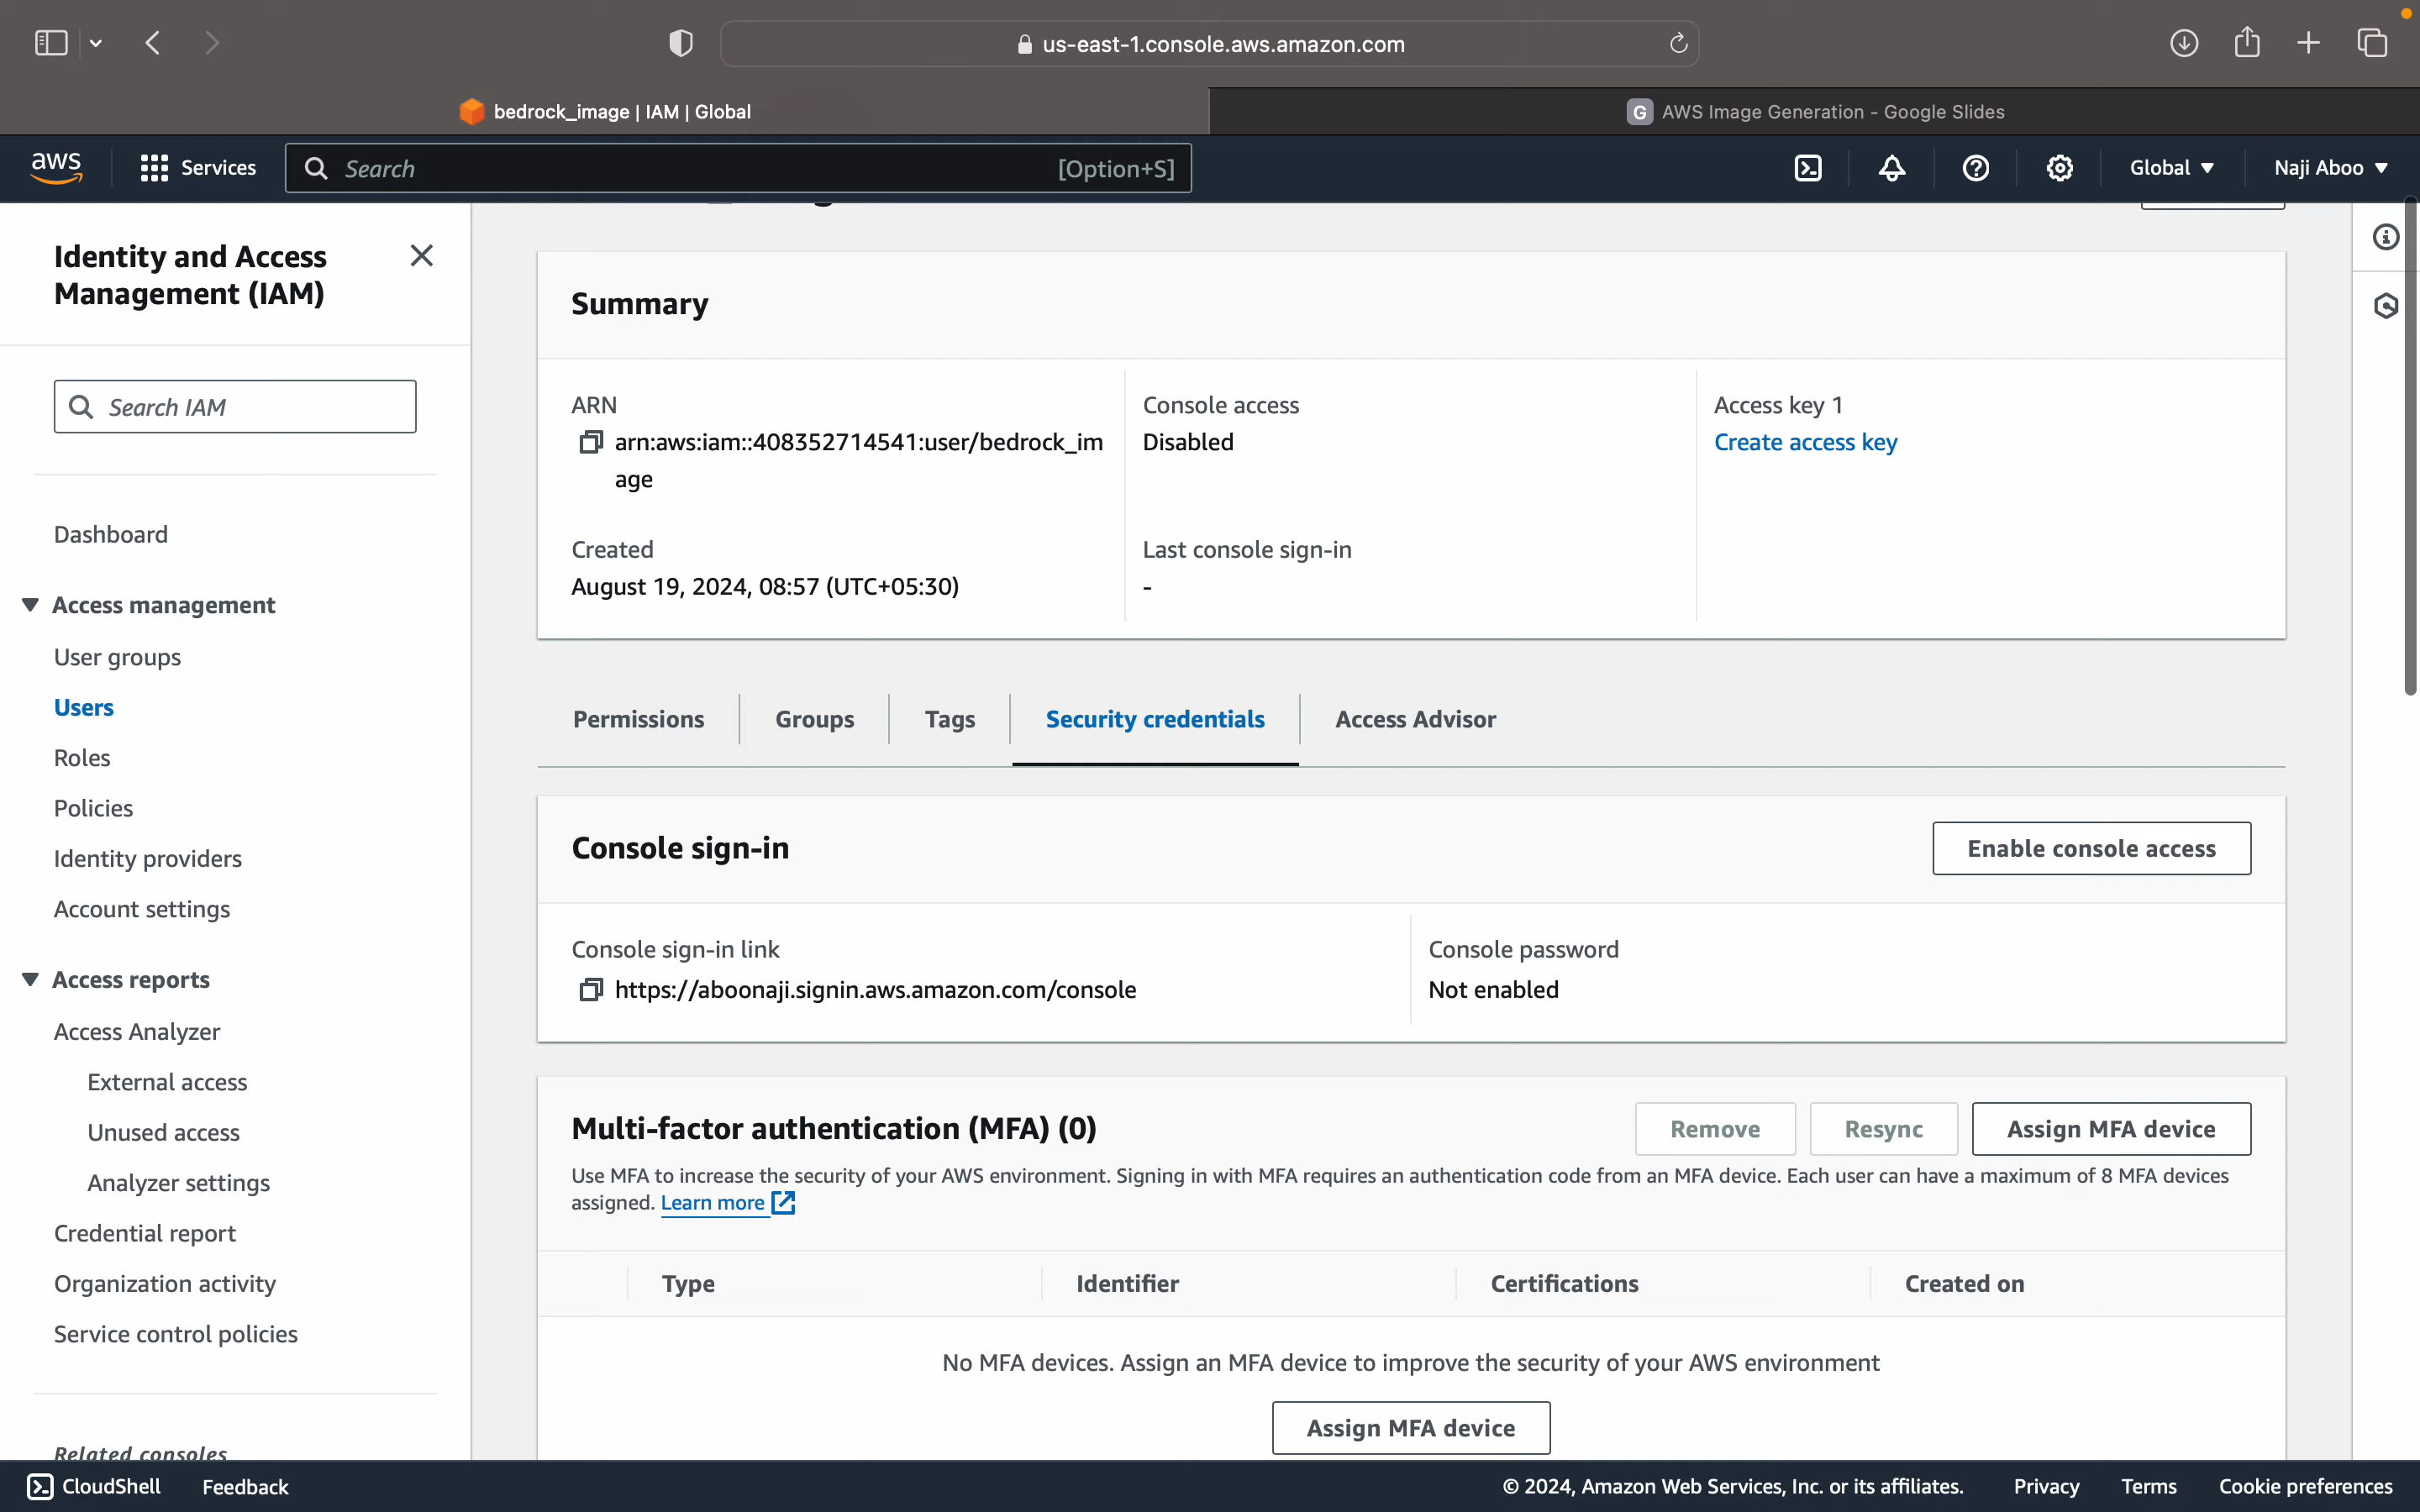 us-east-1.console.aws.amazon.com
bedrock_image | IAM | Global
G AWS Image Generation - Google Slides
aws Services Search [Option+S] Global Naji Aboo
Identity and Access
Management (IAM)
Search IAM
Dashboard
Access management
User groups
Users
Roles
Policies
Identity providers
Account settings
Access reports
Access Analyzer
External access
Unused access
Analyzer settings
Credential report
Organization activity
Service control policies
Related consoles
Summary
ARN
arn:aws:iam::408352714541:user/bedrock_im
age
Console access
Disabled
Access key 1
Create access key
Created
August 19, 2024, 08:57 (UTC+05:30)
Last console sign-in
-
Permissions Groups Tags Security credentials Access Advisor
Console sign-in
Enable console access
Console sign-in link
https://aboonaji.signin.aws.amazon.com/console
Console password
Not enabled
Multi-factor authentication (MFA) (0)
Remove Resync Assign MFA device
Use MFA to increase the security of your AWS environment. Signing in with MFA requires an authentication code from an MFA device. Each user can have a maximum of 8 MFA devices
assigned. Learn more
Type Identifier Certifications Created on
No MFA devices. Assign an MFA device to improve the security of your AWS environment
Assign MFA device
CloudShell Feedback © 2024, Amazon Web Services, Inc. or its affiliates. Privacy Terms Cookie preferences